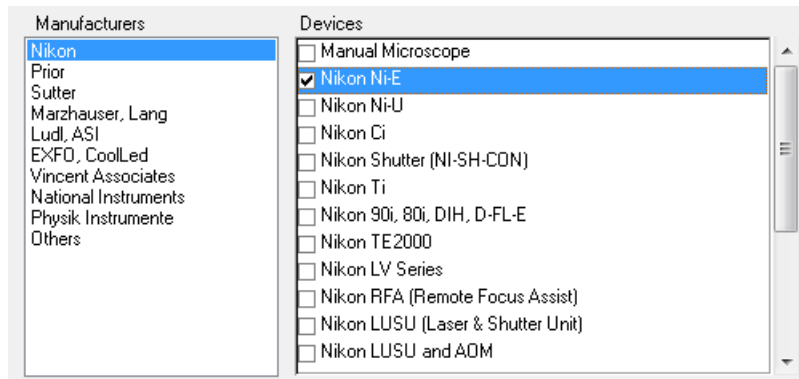 Manufacturers
Nikon
Prior
Sutter
Marzhauser, Lang
Ludl, ASI
EXFO, CoolLed
Vincent Associates
National Instruments
Physik Instrumente
Others
Devices
Manual Microscope
Nikon Ni-E
Nikon Ni-U
Nikon Ci
Nikon Shutter (NI-SH-CON)
Nikon Ti
Nikon 90i, 80i, DIH, D-FL-E
Nikon TE2000
Nikon LV Series
Nikon RFA (Remote Focus Assist)
Nikon LUSU (Laser & Shutter Unit)
Nikon LUSU and AOM